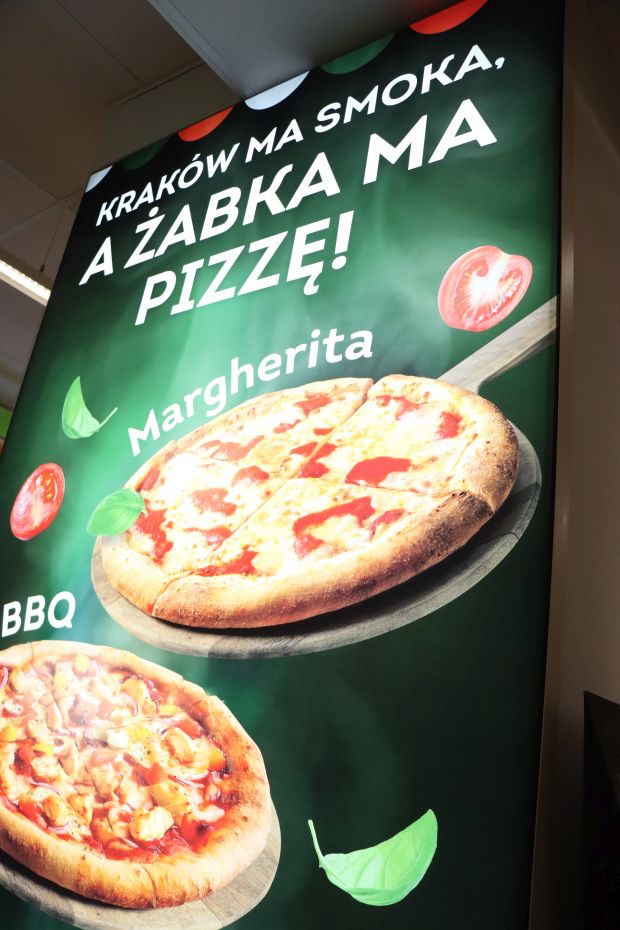 KRAKÓW MA SMOKA,
A ŻABKA MA
PIZZĘ!
Margherita
BBQ